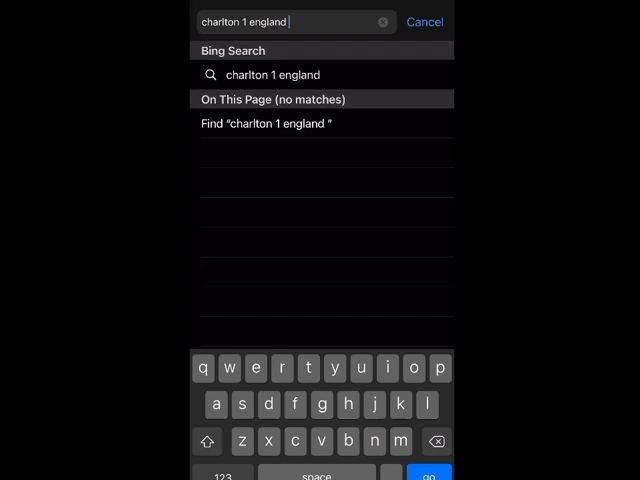 charlton 1 england
Cancel
Bing Search
charlton 1 england
On This Page (no matches)
Find “charlton 1 england ”
q w e r t y u i o p
a s d f g h j k l
z x c v b n m
123 space go